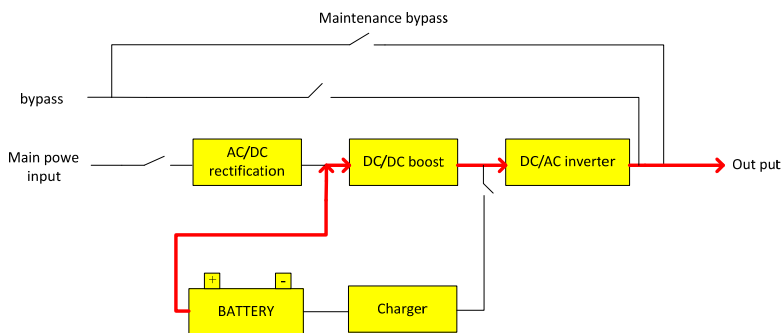 Maintenance bypass
bypass
Main powe
input
AC/DC
rectification
DC/DC boost
DC/AC inverter
Out put
+
-
BATTERY
Charger